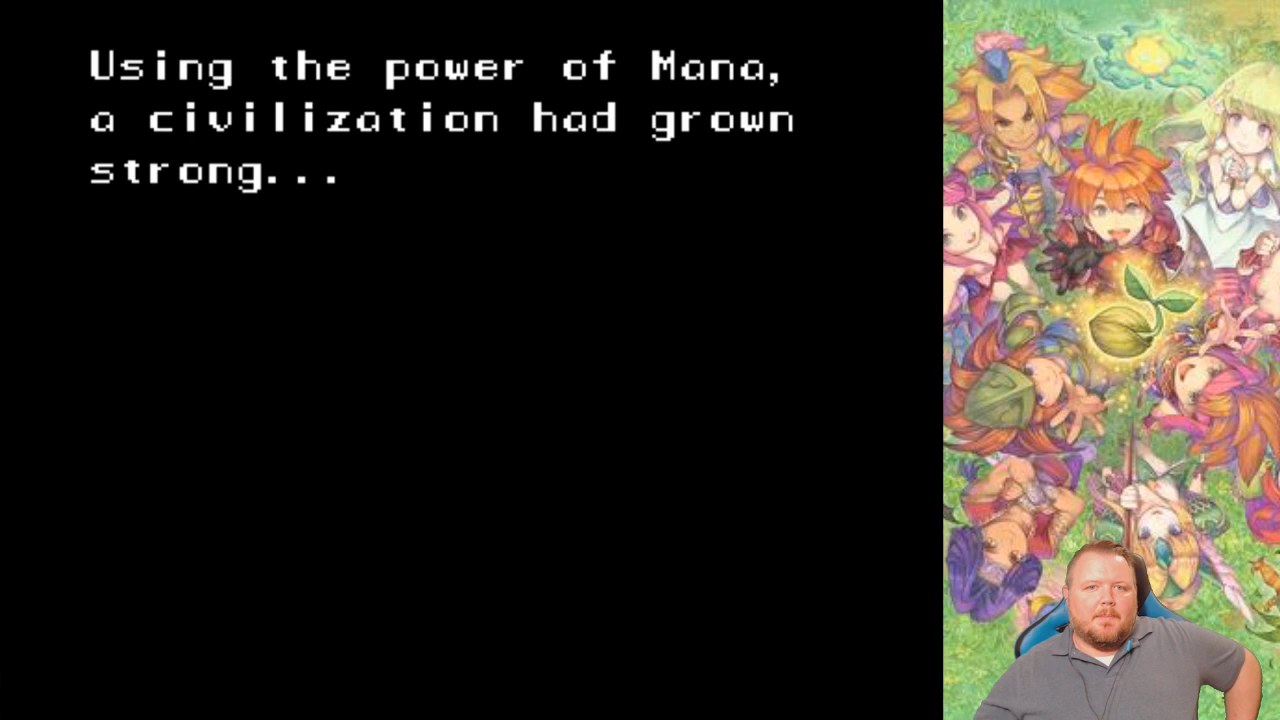 Using the power of Mana,
a civilization had grown
strong...